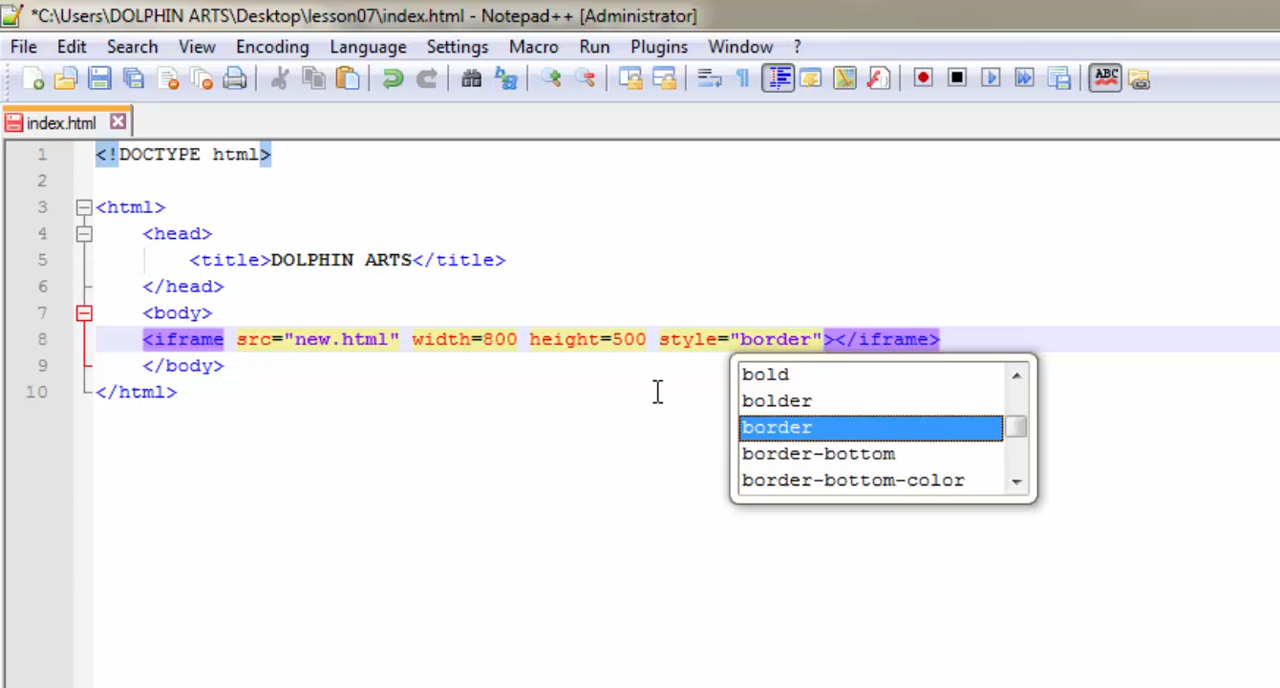 *C:\Users\DOLPHIN ARTS\Desktop\lesson07\index.html - Notepad++ [Administrator]
File Edit Search View Encoding Language Settings Macro Run Plugins Window ?
ABC
index.html
1 <!DOCTYPE html>
2
3 <html>
4 <head>
5 <title>DOLPHIN ARTS</title>
6 </head>
7 <body>
8 <iframe src="new.html" width=800 height=500 style="border"></iframe>
9 </body>
10 </html>
bold
bolder
border
border-bottom
border-bottom-color